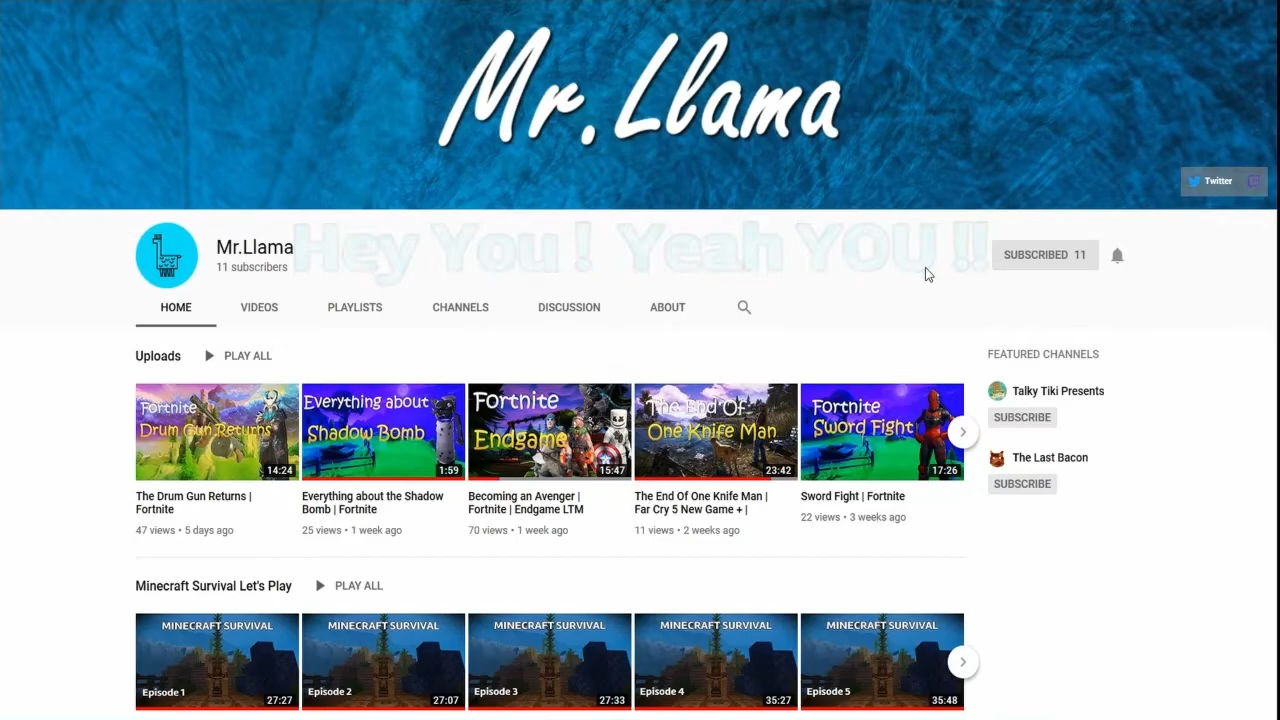 Mr.Llama
Twitter
Hey You! Yeah YOU!!
Mr.Llama
11 subscribers
SUBSCRIBED 11
HOME VIDEOS PLAYLISTS CHANNELS DISCUSSION ABOUT
Uploads PLAY ALL
FEATURED CHANNELS
Talky Tiki Presents
SUBSCRIBE
The Last Bacon
SUBSCRIBE
Fortnite
Drum Gun Returns
14:24
Everything about
Shadow Bomb
1:59
Fortnite
Endgame
15:47
The End Of
One Knife Man
23:42
Fortnite
Sword Fight
17:26
The Drum Gun Returns |
Fortnite
47 views • 5 days ago
Everything about the Shadow
Bomb | Fortnite
25 views • 1 week ago
Becoming an Avenger |
Fortnite | Endgame LTM
70 views • 1 week ago
The End Of One Knife Man |
Far Cry 5 New Game + |
11 views • 2 weeks ago
Sword Fight | Fortnite
22 views • 3 weeks ago
Minecraft Survival Let's Play PLAY ALL
MINECRAFT SURVIVAL
Episode 1
27:27
MINECRAFT SURVIVAL
Episode 2
27:07
MINECRAFT SURVIVAL
Episode 3
27:33
MINECRAFT SURVIVAL
Episode 4
35:27
MINECRAFT SURVIVAL
Episode 5
35:48